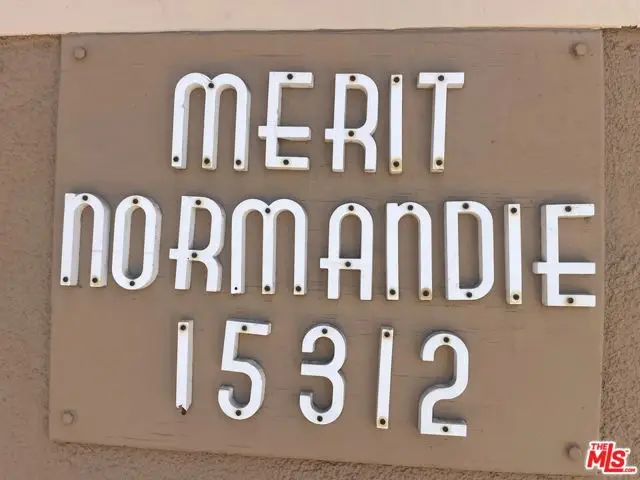 MERIT
NORMANDIE
15312
THE
MLS